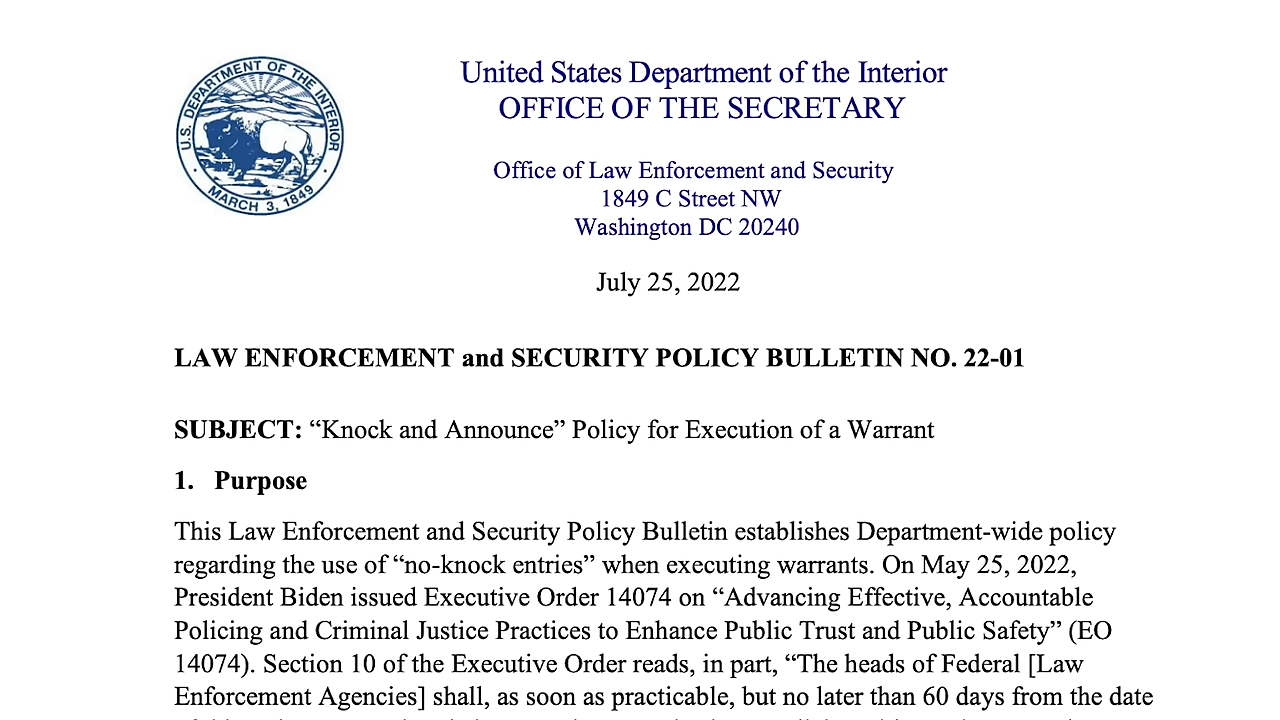 U.S. DEPARTMENT OF THE INTERIOR
MARCH 3, 1849
United States Department of the Interior
OFFICE OF THE SECRETARY
Office of Law Enforcement and Security
1849 C Street NW
Washington DC 20240
July 25, 2022
LAW ENFORCEMENT and SECURITY POLICY BULLETIN NO. 22-01
SUBJECT: “Knock and Announce” Policy for Execution of a Warrant
1. Purpose
This Law Enforcement and Security Policy Bulletin establishes Department-wide policy
regarding the use of “no-knock entries” when executing warrants. On May 25, 2022,
President Biden issued Executive Order 14074 on “Advancing Effective, Accountable
Policing and Criminal Justice Practices to Enhance Public Trust and Public Safety” (EO
14074). Section 10 of the Executive Order reads, in part, “The heads of Federal [Law
Enforcement Agencies] shall, as soon as practicable, but no later than 60 days from the date